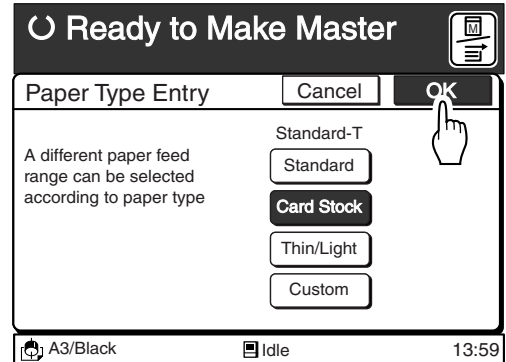 Ready to Make Master
M
Paper Type Entry
Cancel
OK
Standard-T
A different paper feed
range can be selected
according to paper type
Standard
Card Stock
Thin/Light
Custom
A3/Black
Idle
13:59